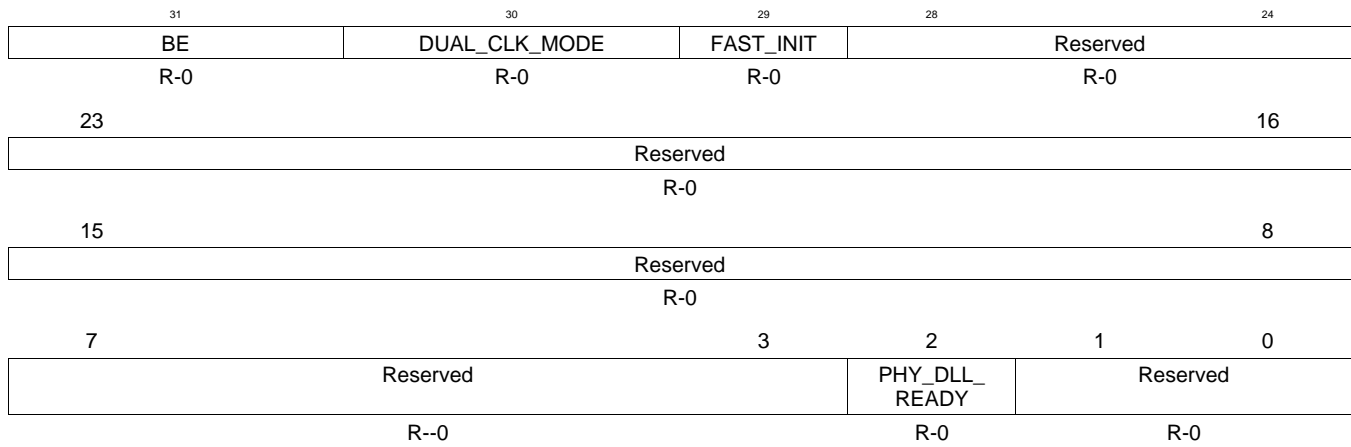 31 30 29 28 24
BE DUAL_CLK_MODE FAST_INIT Reserved
R-0 R-0 R-0 R-0
23 16
Reserved
R-0
15 8
Reserved
R-0
7 3 2 1 0
Reserved PHY_DLL_ Reserved
READY
R--0 R-0 R-0